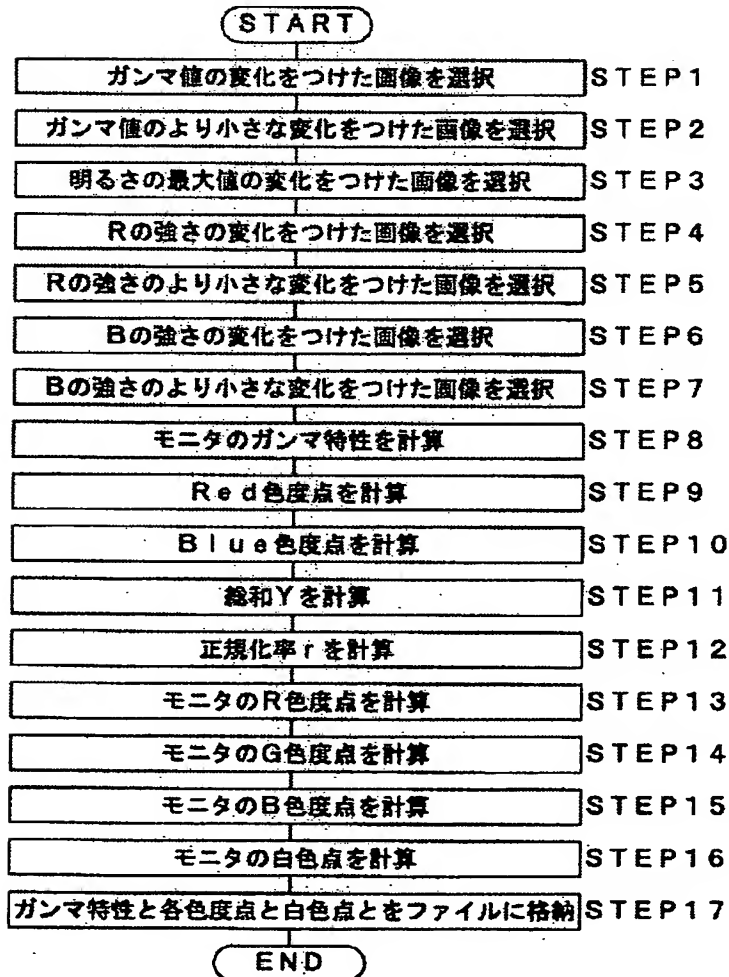 START
ガンマ値の変化をつけた画像を選択 STEP1
ガンマ値のより小さな変化をつけた画像を選択 STEP2
明るさの最大値の変化をつけた画像を選択 STEP3
Rの強さの変化をつけた画像を選択 STEP4
Rの強さのより小さな変化をつけた画像を選択 STEP5
Bの強さの変化をつけた画像を選択 STEP6
Bの強さのより小さな変化をつけた画像を選択 STEP7
モニタのガンマ特性を計算 STEP8
Red色度点を計算 STEP9
Blue色度点を計算 STEP10
総和Yを計算 STEP11
正規化率rを計算 STEP12
モニタのR色度点を計算 STEP13
モニタのG色度点を計算 STEP14
モニタのB色度点を計算 STEP15
モニタの白色点を計算 STEP16
ガンマ特性と各色度点と白色点とをファイルに格納 STEP17
END